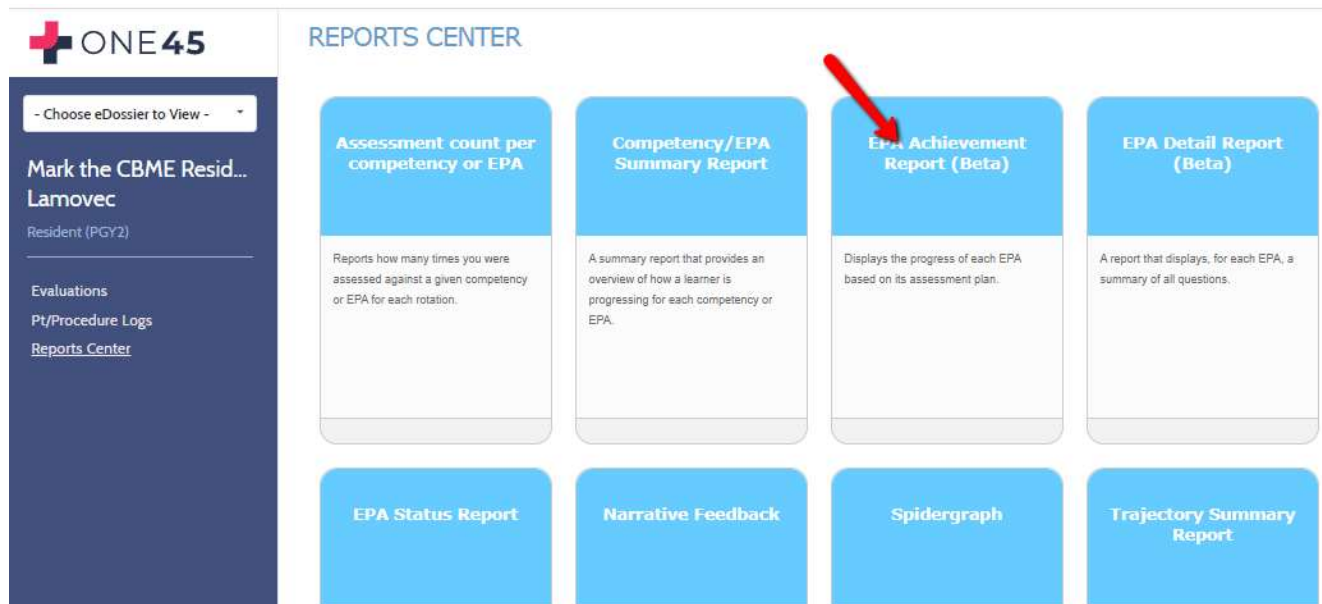 ONE45
REPORTS CENTER
- Choose eDossier to View -
Mark the CBME Resid...
Lamovec
Resident (PGY2)
Evaluations
Pt/Procedure Logs
Reports Center
Assessment count per
competency or EPA
Reports how many times you were
assessed against a given competency
or EPA for each rotation.
Competency/EPA
Summary Report
A summary report that provides an
overview of how a learner is
progressing for each competency or
EPA.
EPA Achievement
Report (Beta)
Displays the progress of each EPA
based on its assessment plan.
EPA Detail Report
(Beta)
A report that displays, for each EPA, a
summary of all questions.
EPA Status Report
Narrative Feedback
Spidergraph
Trajectory Summary
Report